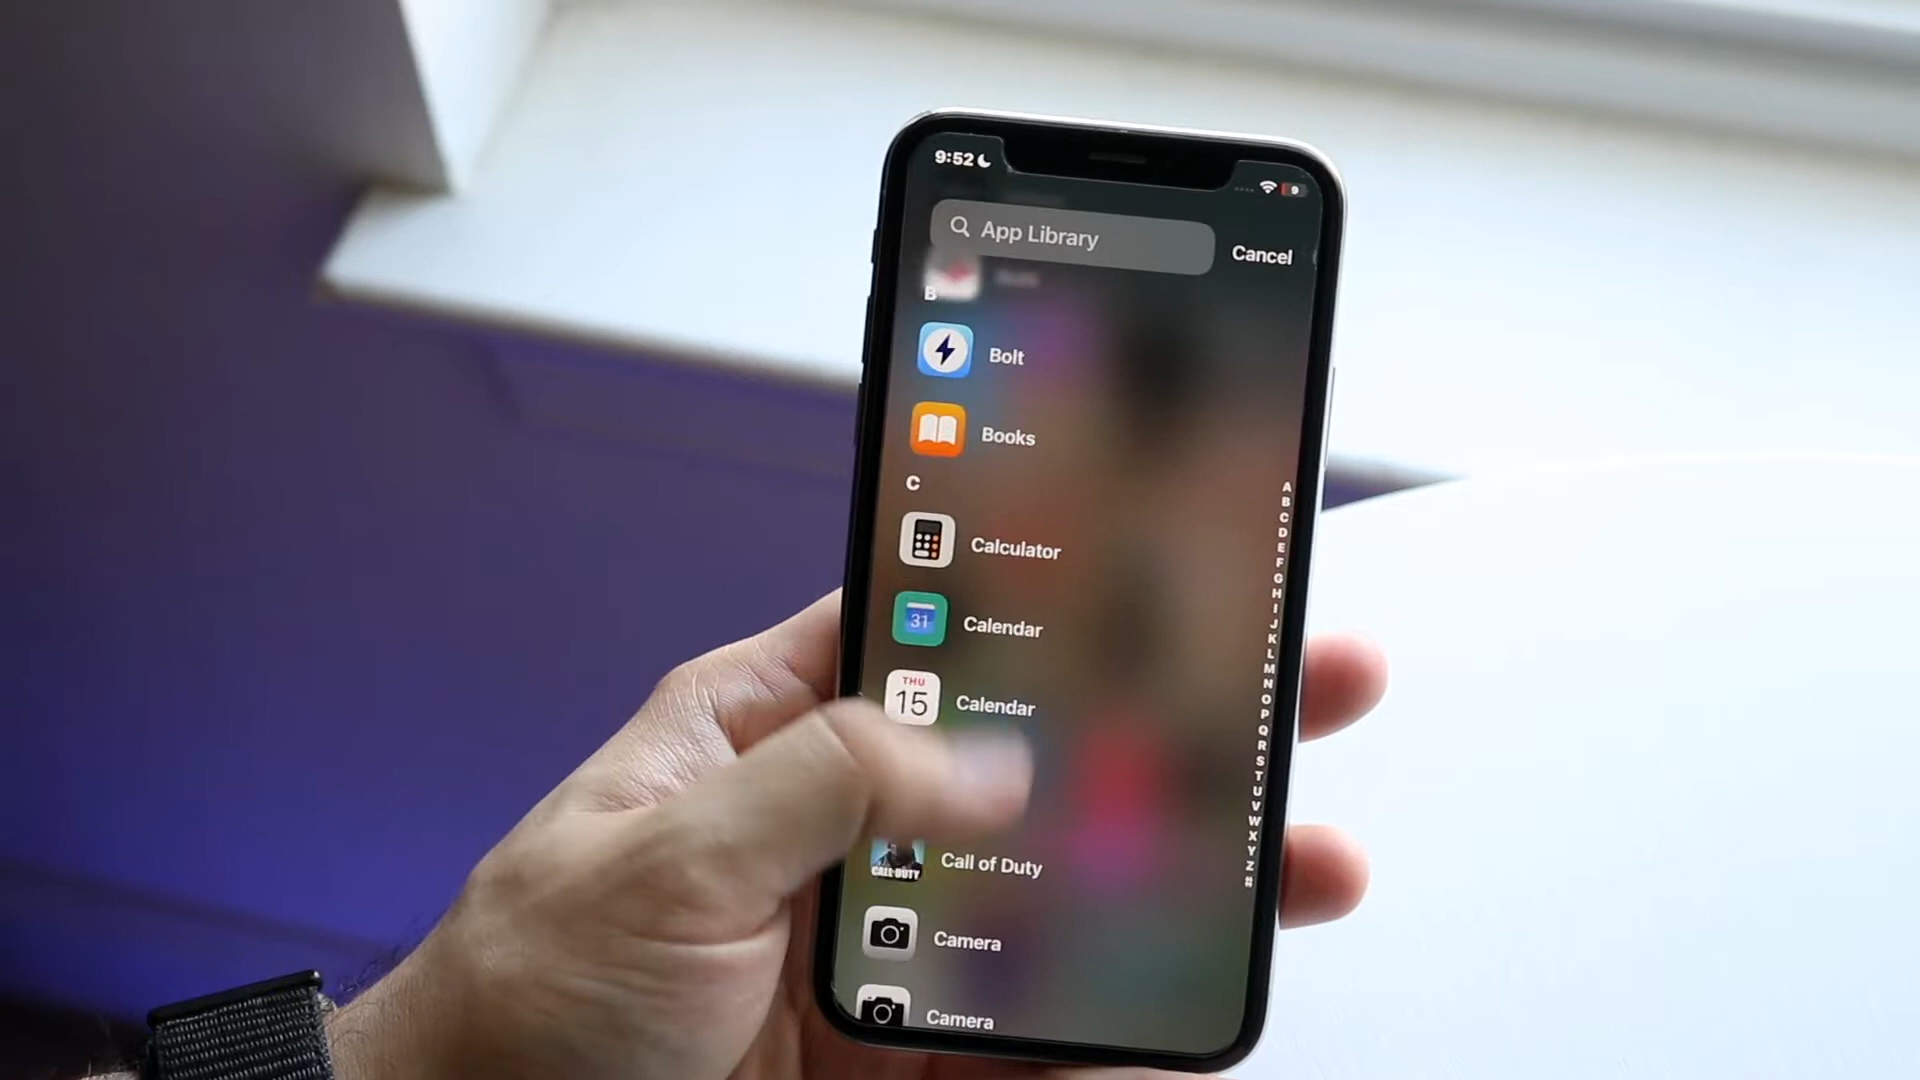 9:52
9
App Library
Cancel
B
Bolt
Books
C
Calculator
31
Calendar
THU
15
Calendar
CALL DUTY
Call of Duty
Camera
Camera
A
B
C
D
E
F
G
H
I
J
K
L
M
N
O
P
Q
R
S
T
U
V
W
X
Y
Z
#